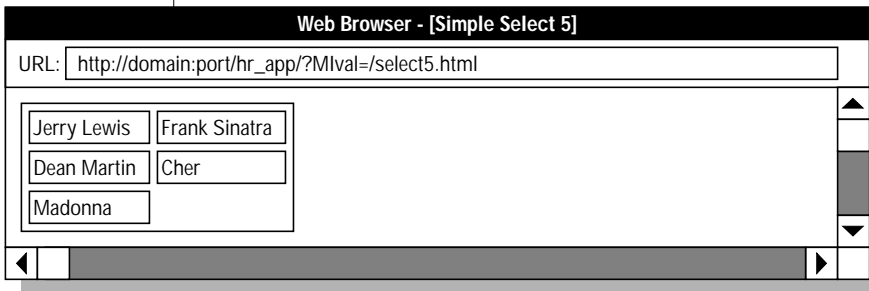 Web Browser - [Simple Select 5]
URL: http://domain:port/hr_app/?MIval=/select5.html
Jerry Lewis Frank Sinatra
Dean Martin Cher
Madonna